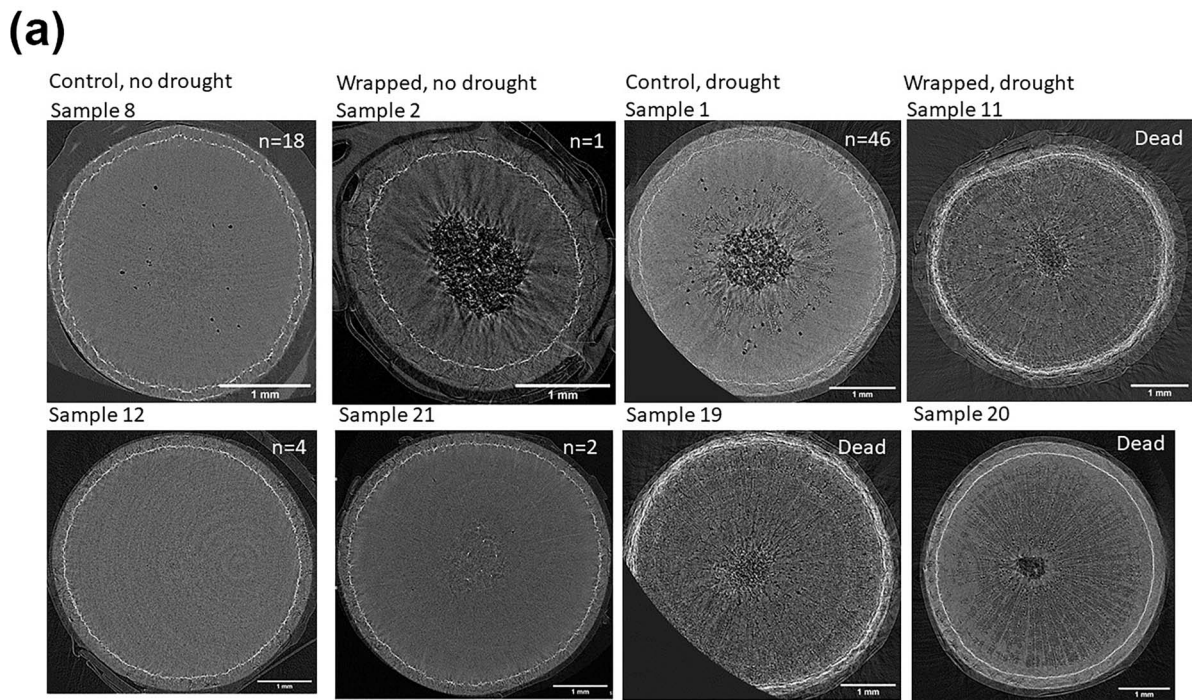 (a)
Control, no drought
Sample 8
n=18
1 mm
Wrapped, no drought
Sample 2
n=1
1 mm
Control, drought
Sample 1
n=46
1 mm
Wrapped, drought
Sample 11
Dead
1 mm
Sample 12
n=4
1 mm
Sample 21
n=2
1 mm
Sample 19
Dead
1 mm
Sample 20
Dead
1 mm